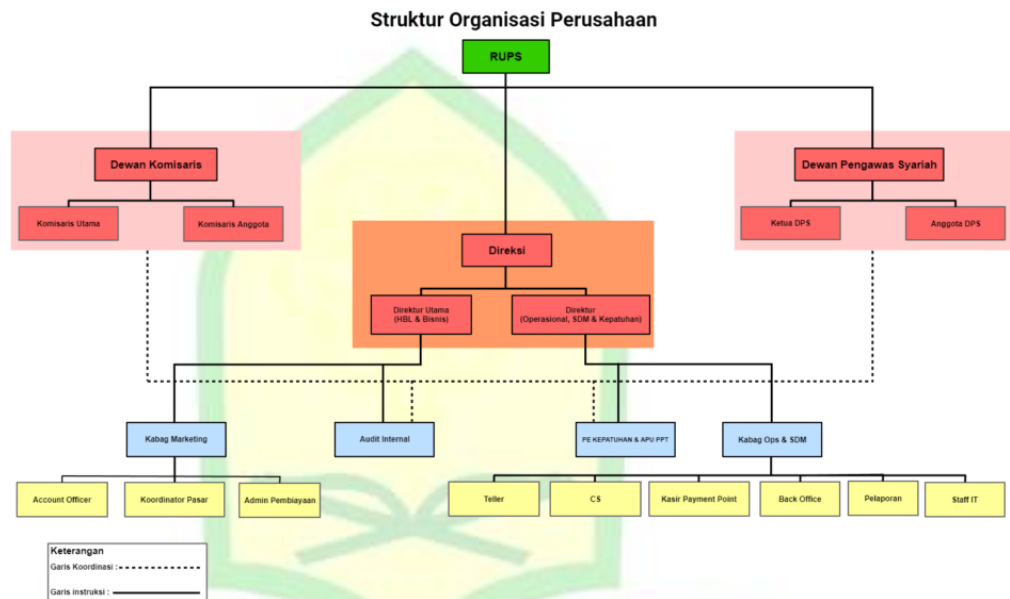 Struktur Organisasi Perusahaan
RUPS
Dewan Komisaris
Dewan Pengawas Syariah
Komisaris Utama
Komisaris Anggota
Ketua DPS
Anggota DPS
Direksi
Direktur Utama
(HBL & Bisnis)
Direktur
(Operasional, SDM & Kepatuhan)
Kabag Marketing
Audit Internal
PE KEPATUHAN & APU PPT
Kabag Ops & SDM
Account Officer
Koordinator Pasar
Admin Pembiayaan
Teller
CS
Kasir Payment Point
Back Office
Pelaporan
Staff IT
Keterangan
Garis Koordinasi :
Garis instruksi :